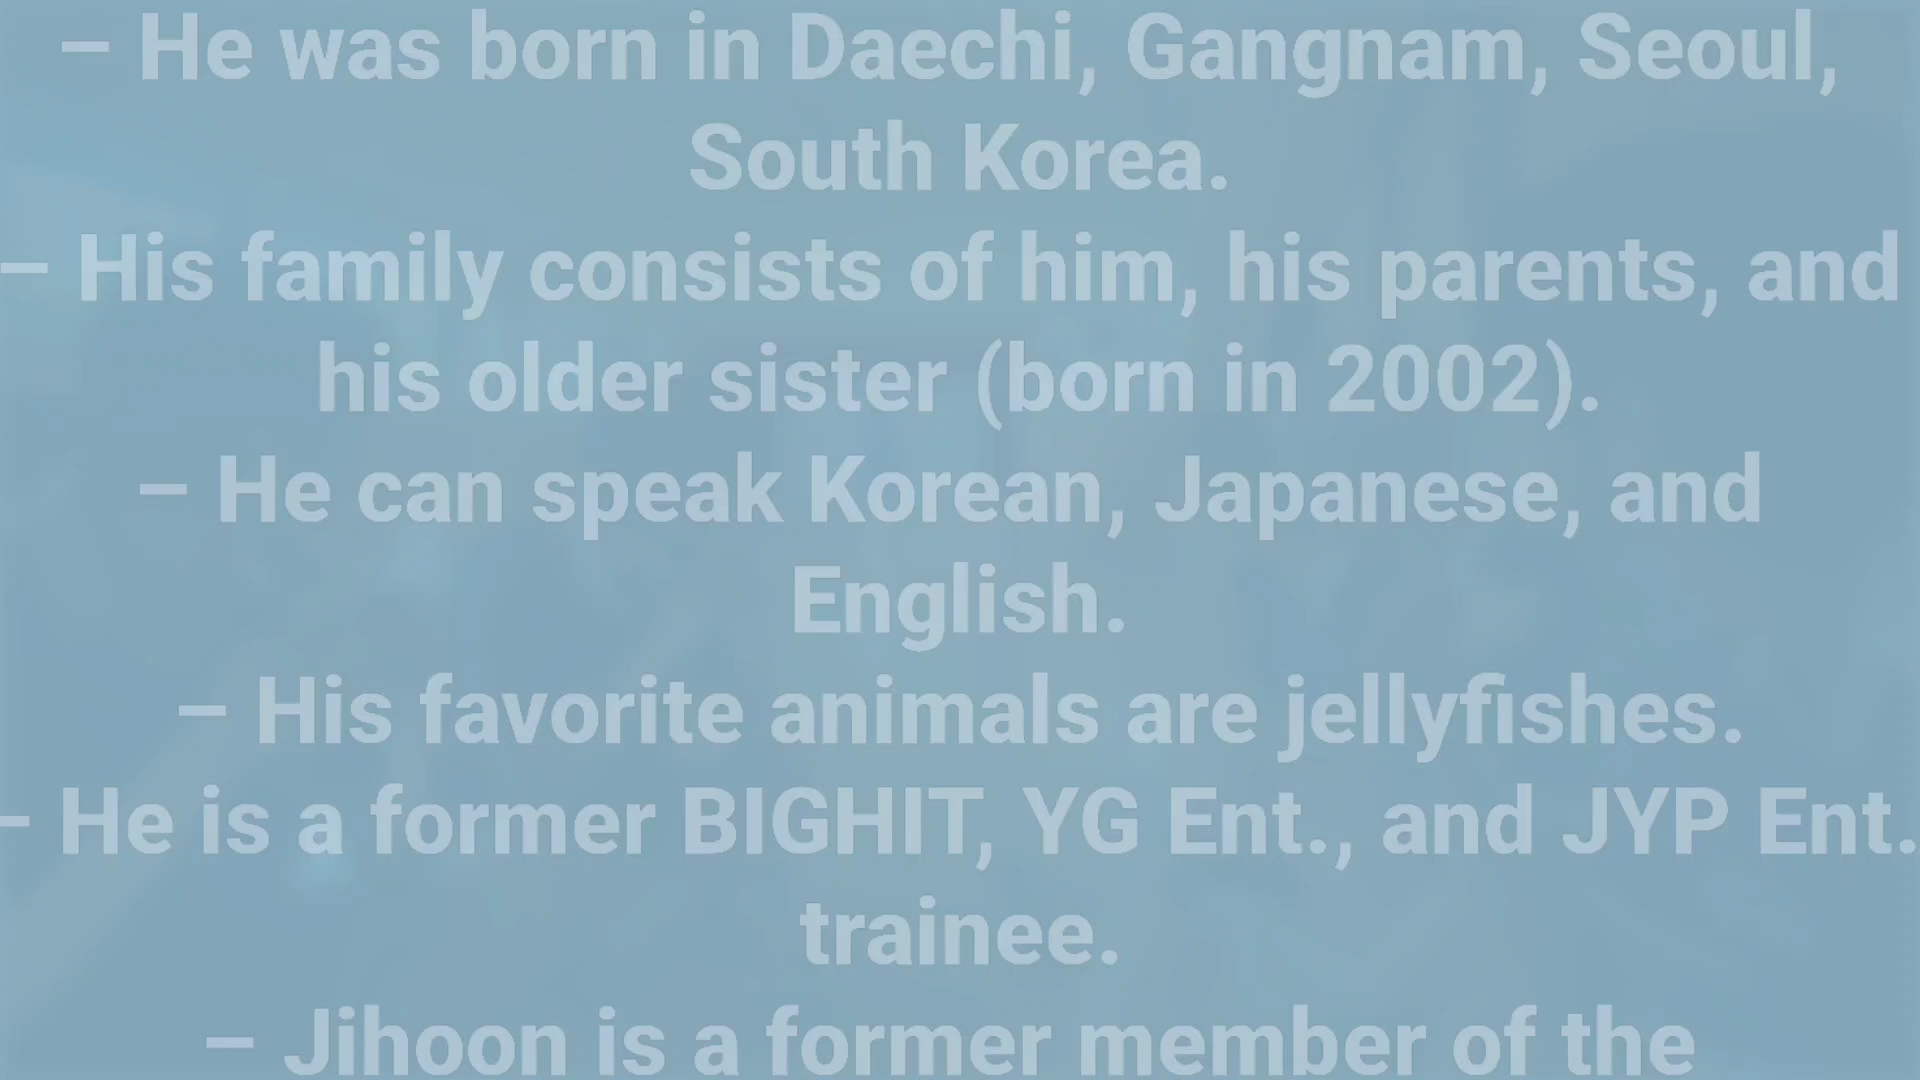 – He was born in Daechi, Gangnam, Seoul,
South Korea.
– His family consists of him, his parents, and
his older sister (born in 2002).
– He can speak Korean, Japanese, and
English.
– His favorite animals are jellyfishes.
– He is a former BIGHIT, YG Ent., and JYP Ent.
trainee.
– Jihoon is a former member of the